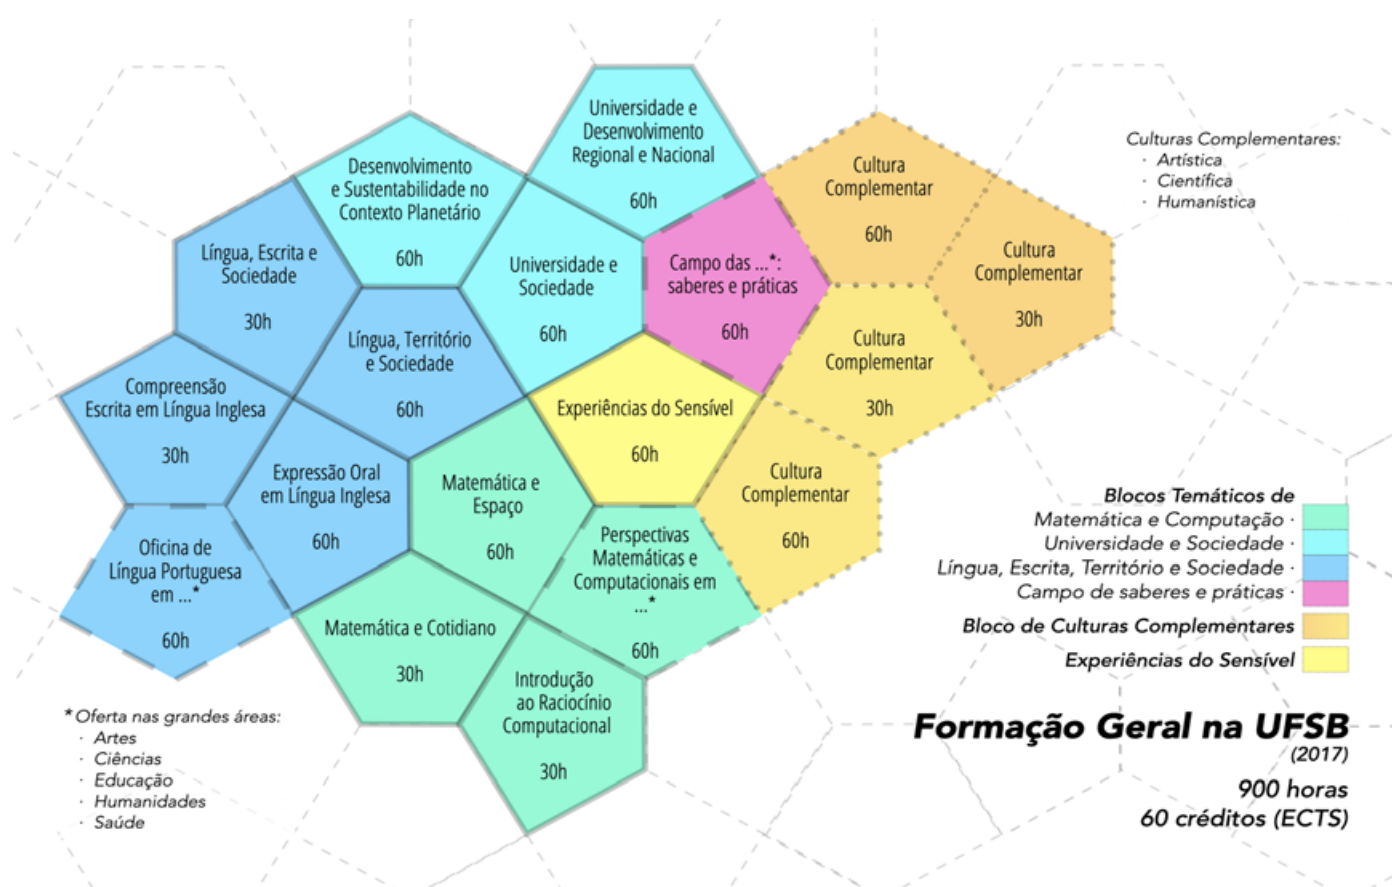 Universidade e
Desenvolvimento
Regional e Nacional
60h
Desenvolvimento
e Sustentabilidade no
Contexto Planetário
60h
Cultura
Complementar
60h
Culturas Complementares:
· Artística
· Científica
· Humanística
Língua, Escrita e
Sociedade
30h
Universidade e
Sociedade
60h
Campo das ...*:
saberes e práticas
60h
Cultura
Complementar
30h
Língua, Território
e Sociedade
60h
Cultura
Complementar
30h
Compreensão
Escrita em Língua Inglesa
30h
Experiências do Sensível
60h
Expressão Oral
em Língua Inglesa
60h
Matemática e
Espaço
60h
Cultura
Complementar
60h
Oficina de
Língua Portuguesa
em ...*
60h
Perspectivas
Matemáticas e
Computacionais em
...*
60h
Matemática e Cotidiano
30h
Introdução
ao Raciocínio
Computacional
30h
Blocos Temáticos de
Matemática e Computação ·
Universidade e Sociedade ·
Língua, Escrita, Território e Sociedade ·
Campo de saberes e práticas ·
Bloco de Culturas Complementares
Experiências do Sensível
* Oferta nas grandes áreas:
· Artes
· Ciências
· Educação
· Humanidades
· Saúde
Formação Geral na UFSB
(2017)
900 horas
60 créditos (ECTS)